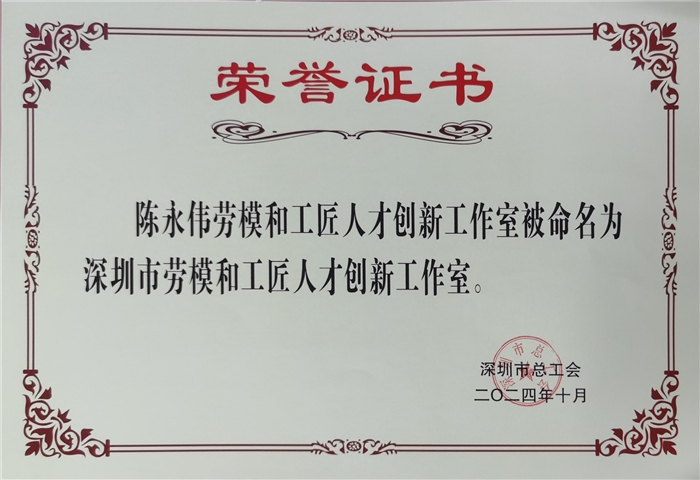 荣誉证书
陈永伟劳模和工匠人才创新工作室被命名为
深圳市劳模和工匠人才创新工作室。
深圳市总工会
二〇二四年十月